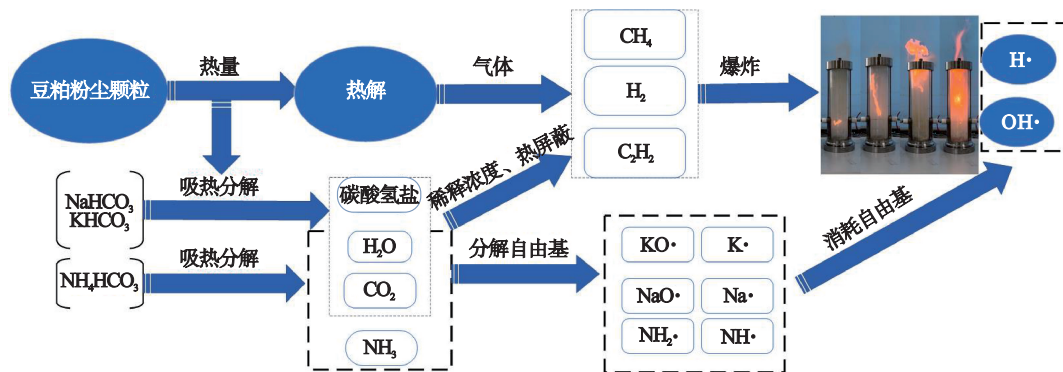 豆粕粉尘颗粒
热量
热解
气体
CH₄
H₂
C₂H₂
爆炸
H·
OH·
NaHCO₃
KHCO₃
吸热分解
碳酸氢盐
稀释浓度、热屏蔽
NH₄HCO₃
吸热分解
H₂O
CO₂
NH₃
分解自由基
KO·
K·
NaO·
Na·
NH₂·
NH·
消耗自由基